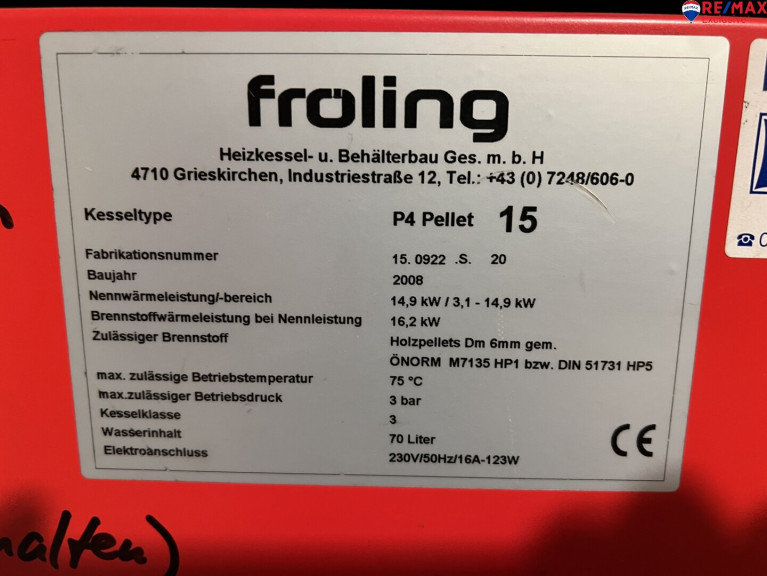 RE/MAX
fröling
Heizkessel- u. Behälterbau Ges. m. b. H
4710 Grieskirchen, Industriestraße 12, Tel.: +43 (0) 7248/606-0
Kesseltype P4 Pellet 15
Fabrikationsnummer 15. 0922 .S. 20
Baujahr 2008
Nennwärmeleistung/-bereich 14,9 kW / 3,1 - 14,9 kW
Brennstoffwärmeleistung bei Nennleistung 16,2 kW
Zulässiger Brennstoff Holzpellets Dm 6mm gem.
ÖNORM M7135 HP1 bzw. DIN 51731 HP5
max. zulässige Betriebstemperatur 75 °C
max.zulässiger Betriebsdruck 3 bar
Kesselklasse 3
Wasserinhalt 70 Liter
Elektroanschluss 230V/50Hz/16A-123W
CE